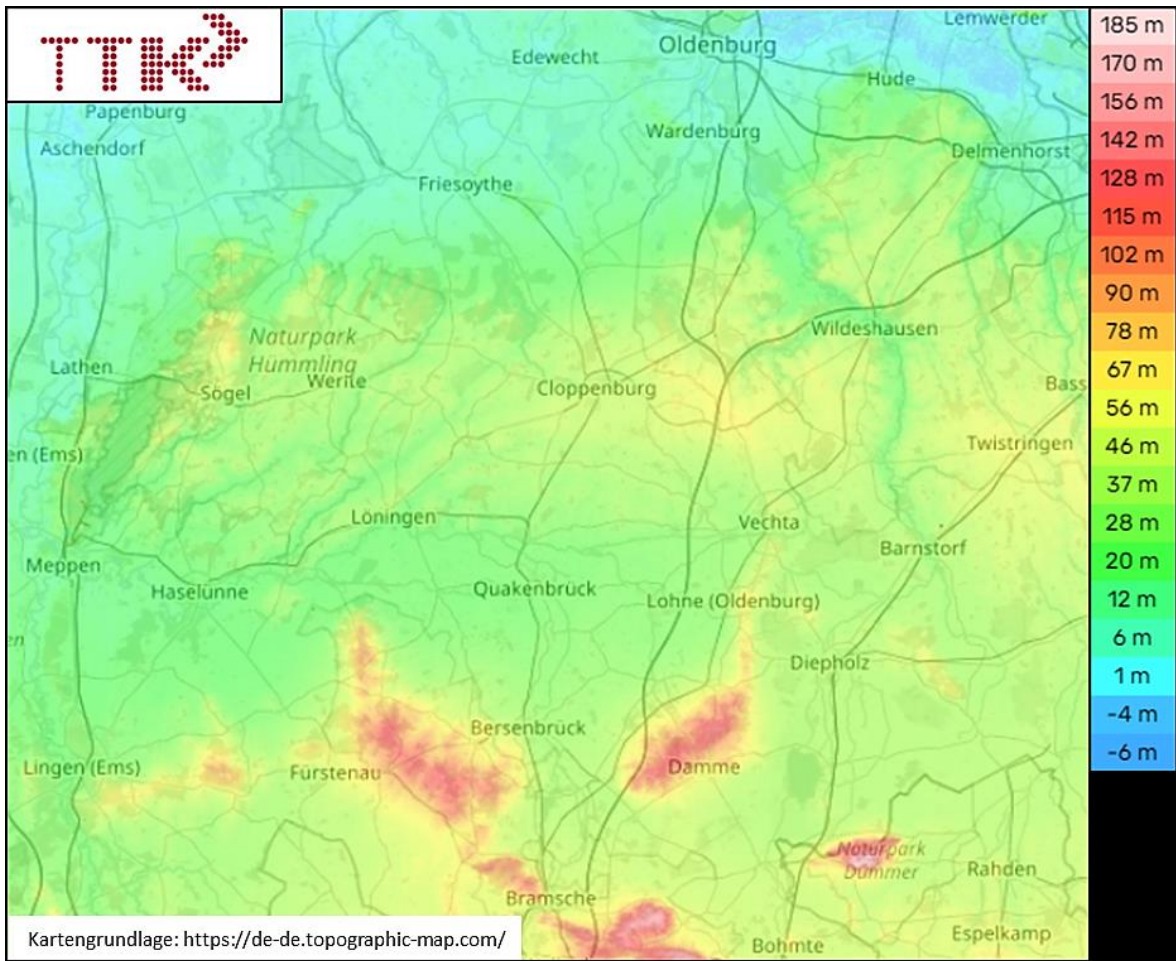 TTK
Lemwerder
Oldenburg
Edewecht
Hude
Papenburg
Wardenburg
Aschendorf
Delmenhorst
Friesoythe
Wildeshausen
Naturpark
Hümmling
Lathen
Werlte
Sögel
Cloppenburg
Bass
Twistringen
en (Ems)
Löningen
Vechta
Barnstorf
Meppen
Haselünne
Quakenbrück
Lohne (Oldenburg)
en
Diepholz
Bersenbrück
Lingen (Ems)
Fürstenau
Damme
Naturpark
Dümmer
Rahden
Bramsche
Espelkamp
Bohmte
Kartengrundlage: https://de-de.topographic-map.com/
185 m
170 m
156 m
142 m
128 m
115 m
102 m
90 m
78 m
67 m
56 m
46 m
37 m
28 m
20 m
12 m
6 m
1 m
-4 m
-6 m